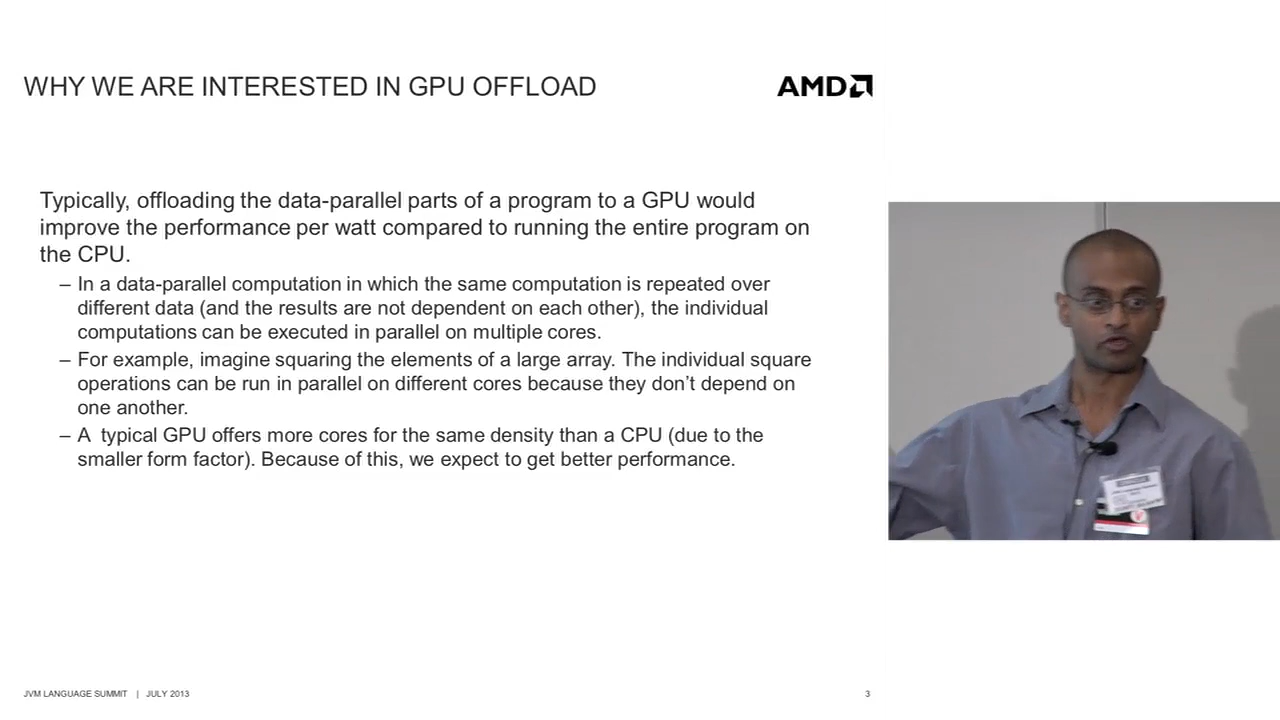 WHY WE ARE INTERESTED IN GPU OFFLOAD
AMD
Typically, offloading the data-parallel parts of a program to a GPU would
improve the performance per watt compared to running the entire program on
the CPU.
– In a data-parallel computation in which the same computation is repeated over
different data (and the results are not dependent on each other), the individual
computations can be executed in parallel on multiple cores.
– For example, imagine squaring the elements of a large array. The individual square
operations can be run in parallel on different cores because they don’t depend on
one another.
– A typical GPU offers more cores for the same density than a CPU (due to the
smaller form factor). Because of this, we expect to get better performance.
JVM LANGUAGE SUMMIT | JULY 2013
3